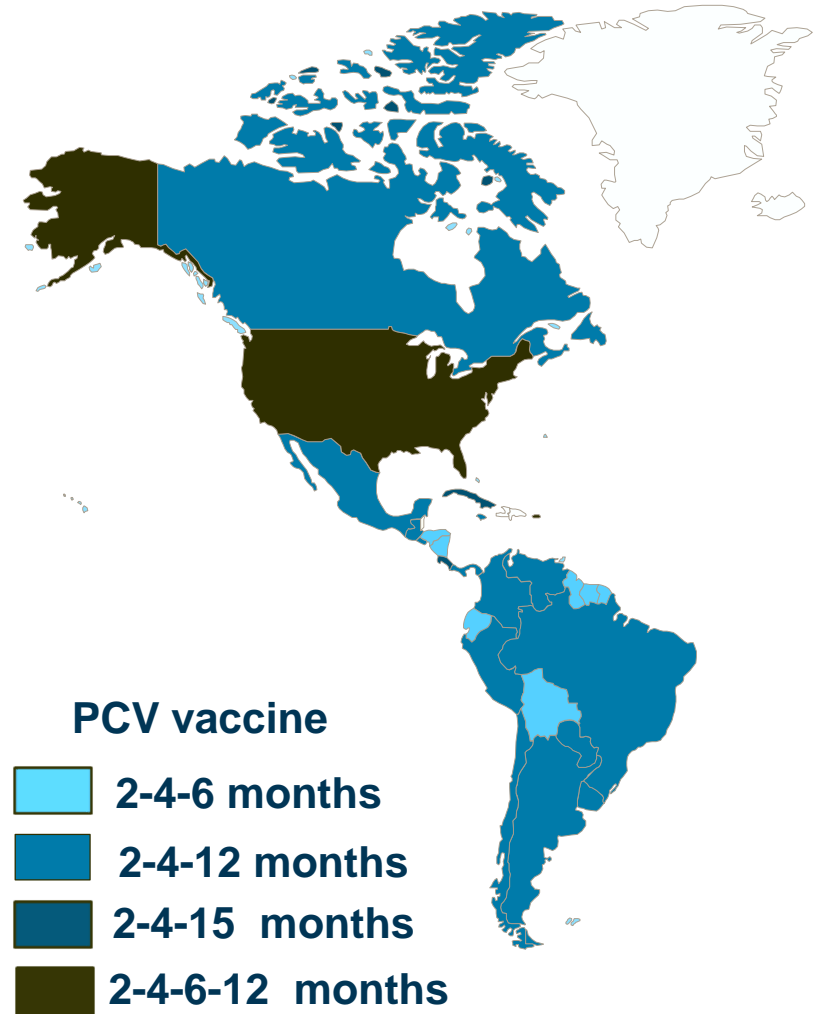 PCV vaccine
2-4-6 months
2-4-12 months
2-4-15 months
2-4-6-12 months